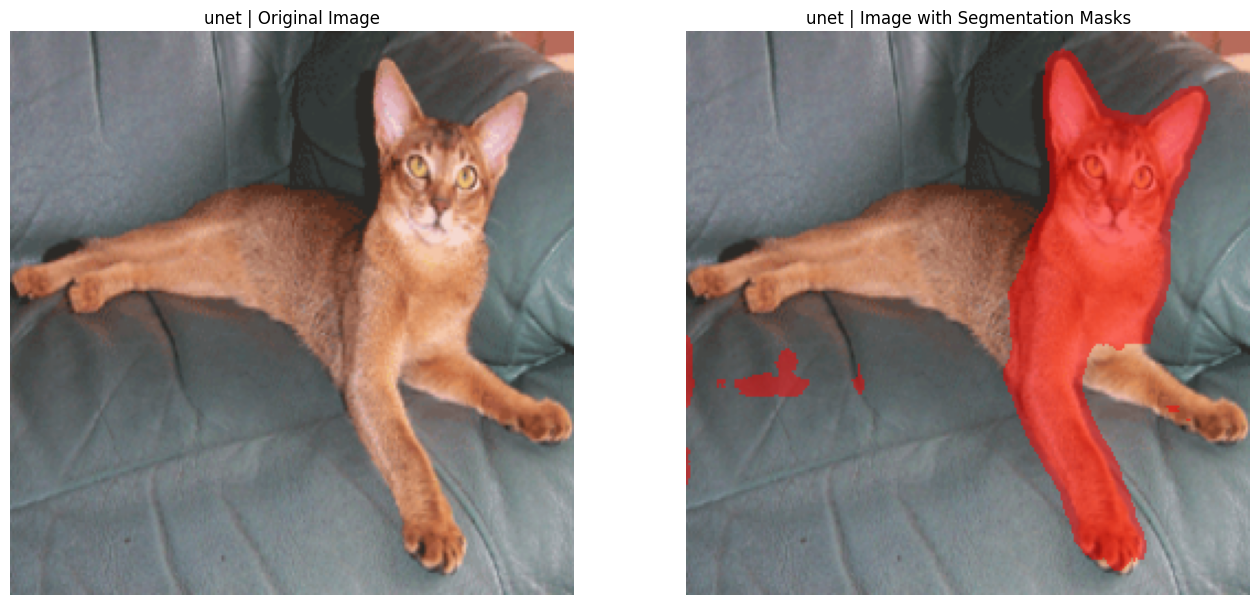 unet | Original Image
unet | Image with Segmentation Masks